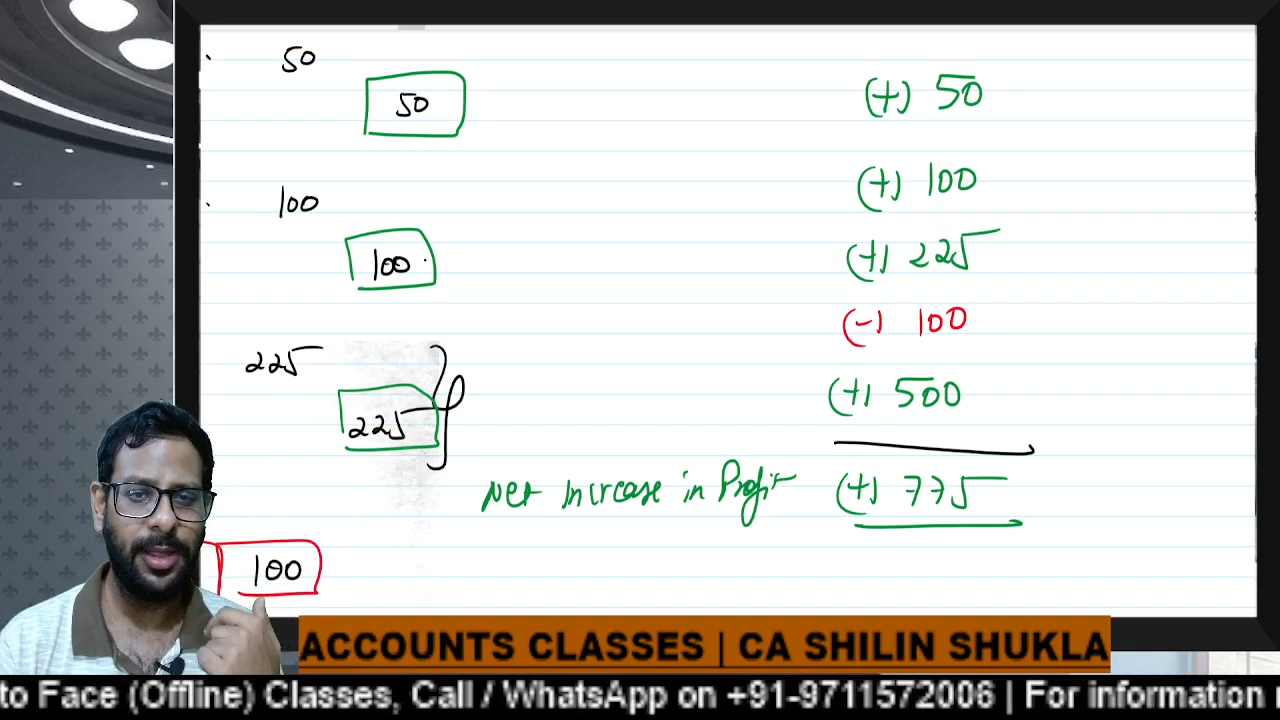 50
50 (+) 50
100 (+) 100
100 (+) 225
(-) 100
225
225 (+) 500
Net Increase in Profit (+) 775
100
ACCOUNTS CLASSES | CA SHILIN SHUKLA
to Face (Offline) Classes, Call / WhatsApp on +91-9711572006 | For information